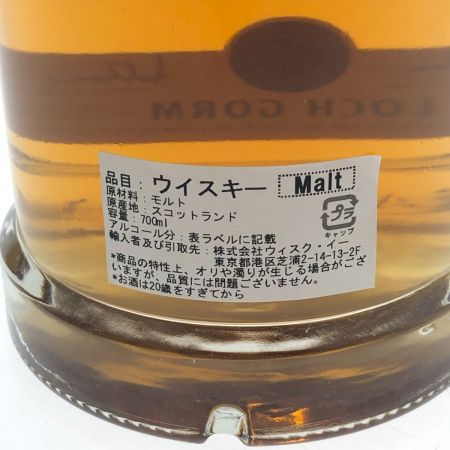 LOCH GORM
品目：ウイスキー Malt
原材料：モルト
原産地：スコットランド
容量：700ml
アルコール分：表ラベルに記載
輸入者及び引取先：株式会社ウィスク・イー
東京都港区芝浦2-14-13-2F
*商品の特性上、オリや濁りが生じる場合がござ
いますが、品質には問題ございません。
*お酒は20歳をすぎてから
プラ
キャップ